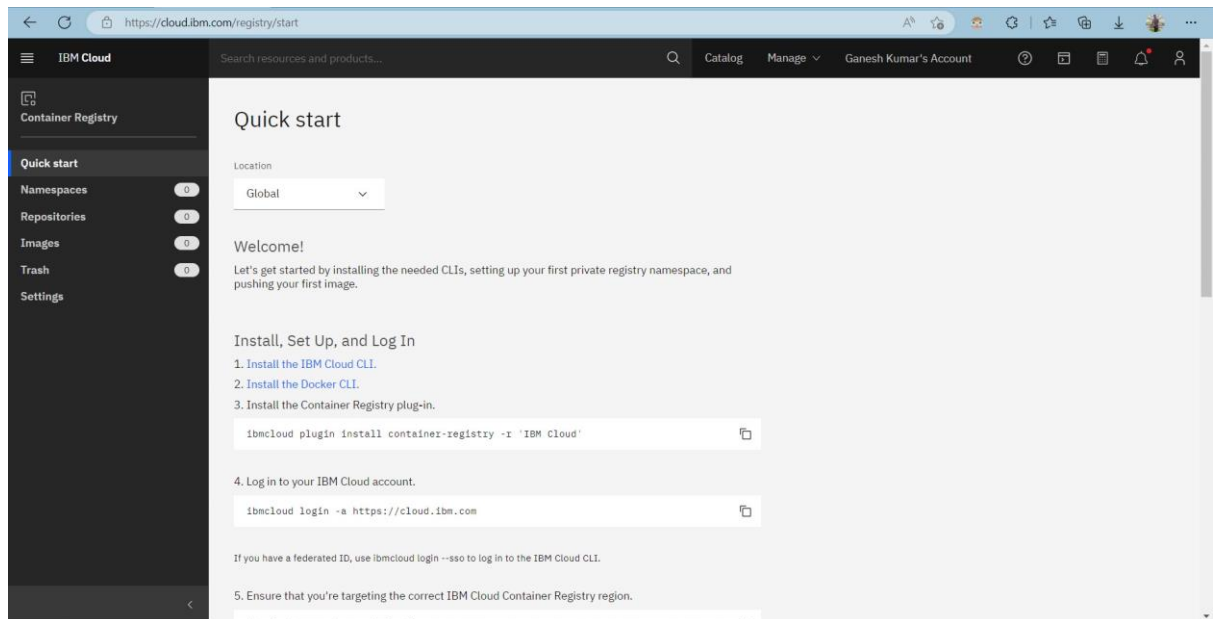 https://cloud.ibm.com/registry/start
IBM Cloud
Search resources and products...
Catalog
Manage
Ganesh Kumar's Account
Container Registry
Quick start
Namespaces 0
Repositories 0
Images 0
Trash 0
Settings
Quick start
Location
Global
Welcome!
Let's get started by installing the needed CLIs, setting up your first private registry namespace, and
pushing your first image.
Install, Set Up, and Log In
1. Install the IBM Cloud CLI.
2. Install the Docker CLI.
3. Install the Container Registry plug-in.
ibmcloud plugin install container-registry -r 'IBM Cloud'
4. Log in to your IBM Cloud account.
ibmcloud login -a https://cloud.ibm.com
If you have a federated ID, use ibmcloud login --sso to log in to the IBM Cloud CLI.
5. Ensure that you're targeting the correct IBM Cloud Container Registry region.